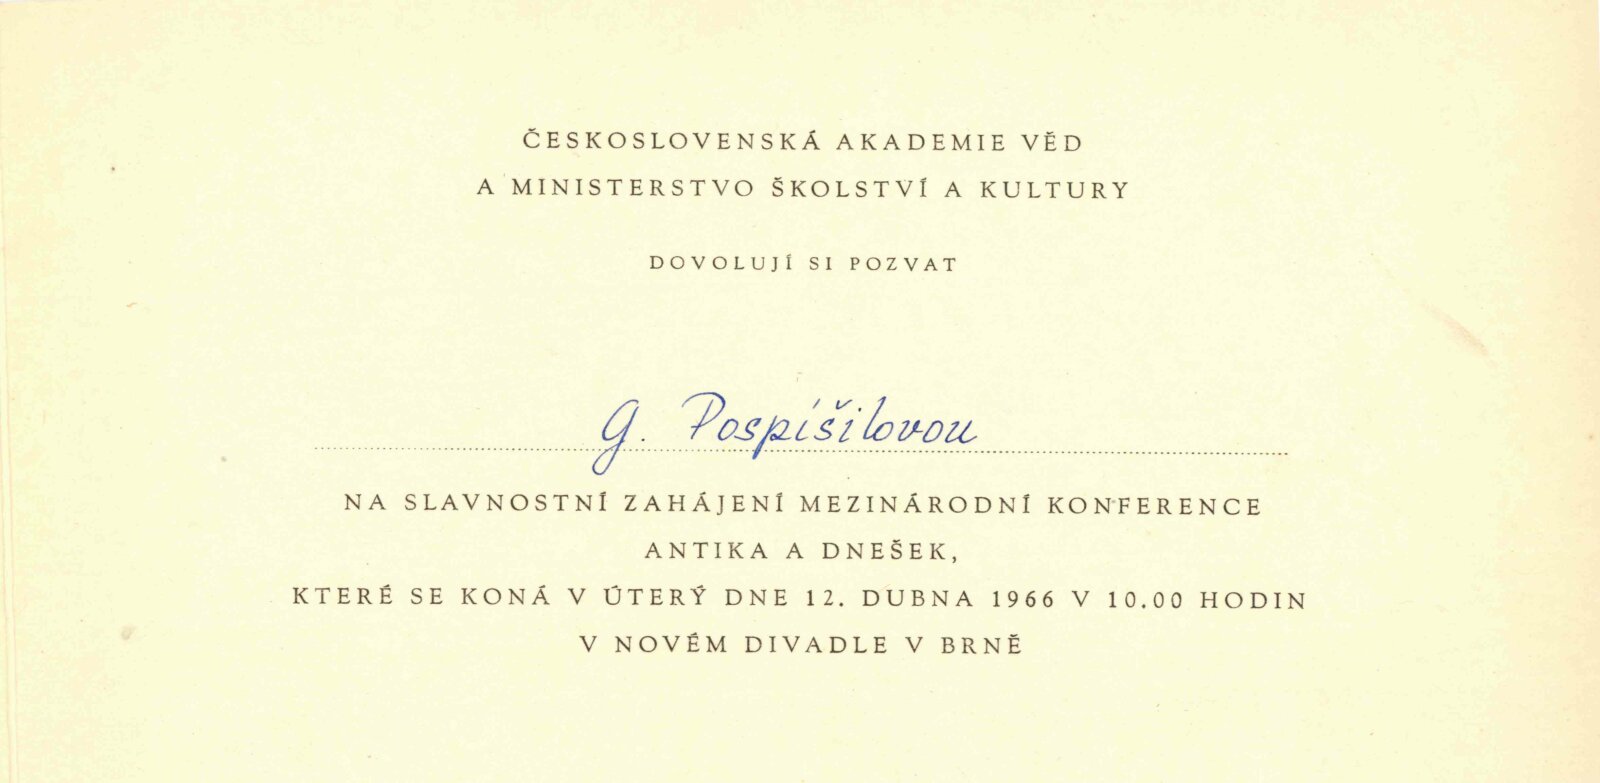 ČESKOSLOVENSKÁ AKADEMIE VĚD
A MINISTERSTVO ŠKOLSTVÍ A KULTURY
DOVOLUJÍ SI POZVAT
G. Pospíšilovou
NA SLAVNOSTNÍ ZAHÁJENÍ MEZINÁRODNÍ KONFERENCE
ANTIKA A DNEŠEK,
KTERÉ SE KONÁ V ÚTERÝ DNE 12. DUBNA 1966 V 10.00 HODIN
V NOVÉM DIVADLE V BRNĚ